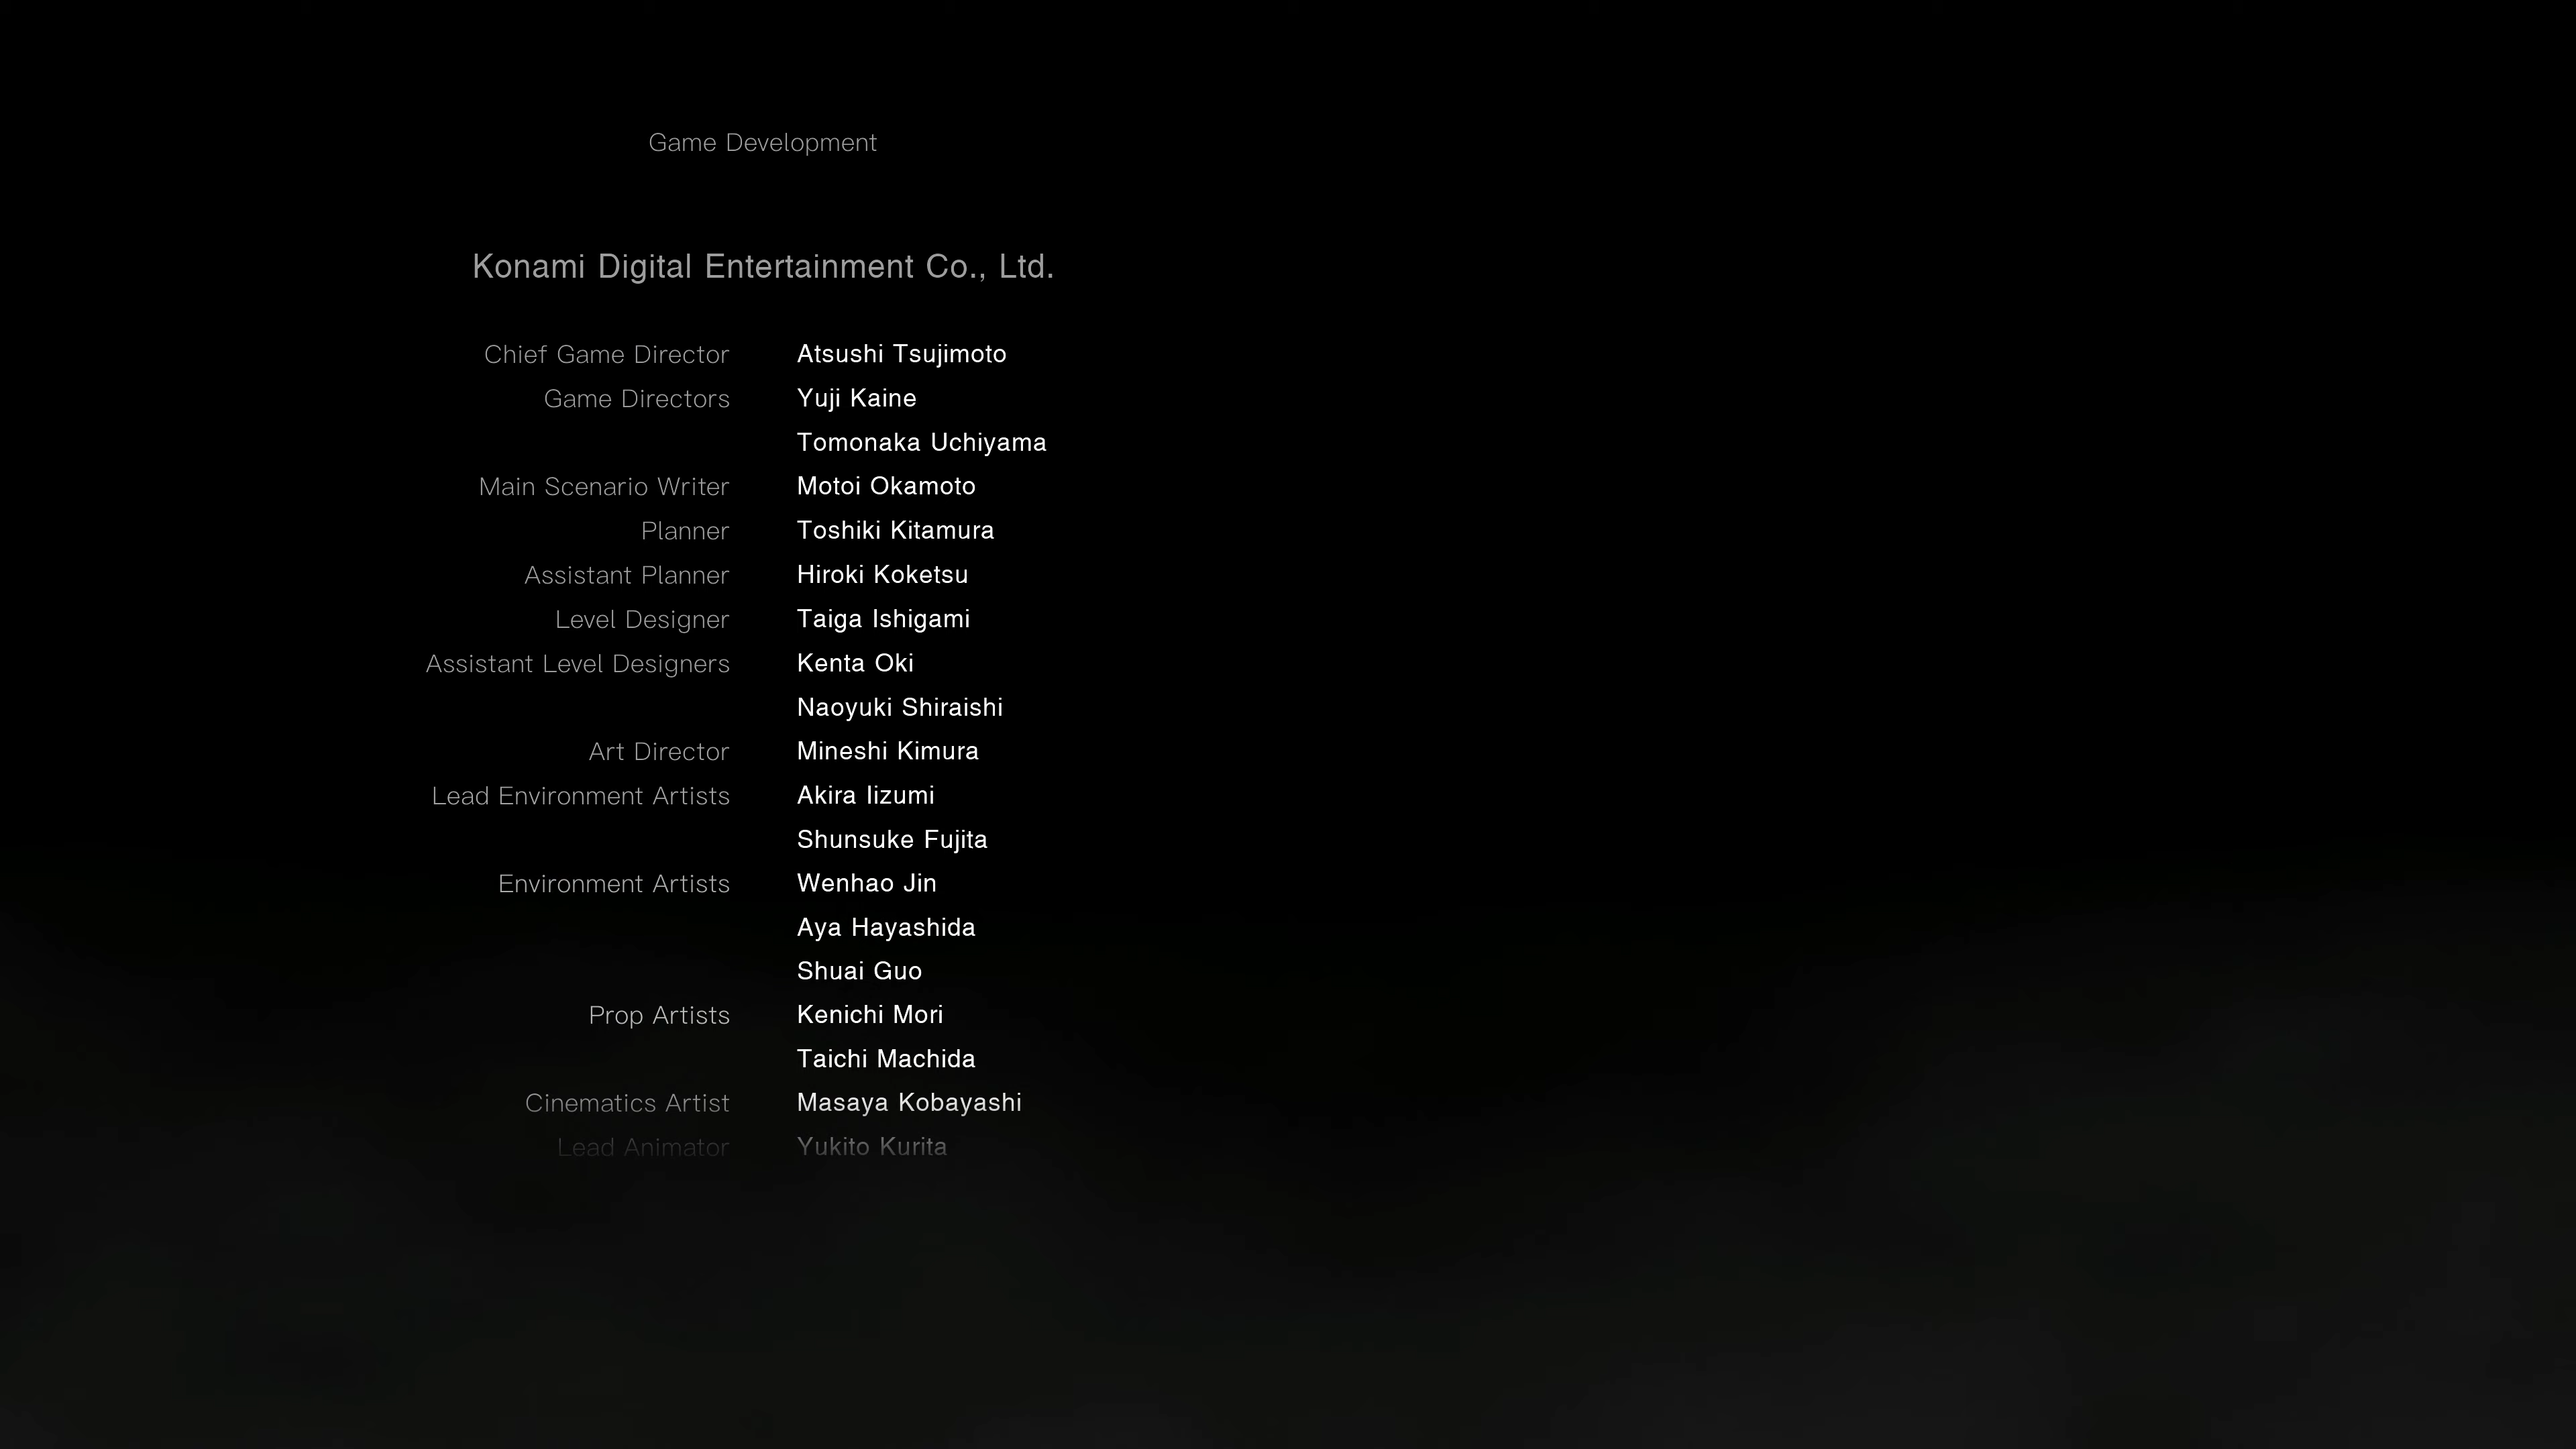 Game Development
Konami Digital Entertainment Co., Ltd.
Chief Game Director Atsushi Tsujimoto
Game Directors Yuji Kaine
Tomonaka Uchiyama
Main Scenario Writer Motoi Okamoto
Planner Toshiki Kitamura
Assistant Planner Hiroki Koketsu
Level Designer Taiga Ishigami
Assistant Level Designers Kenta Oki
Naoyuki Shiraishi
Art Director Mineshi Kimura
Lead Environment Artists Akira Iizumi
Shunsuke Fujita
Environment Artists Wenhao Jin
Aya Hayashida
Shuai Guo
Prop Artists Kenichi Mori
Taichi Machida
Cinematics Artist Masaya Kobayashi
Lead Animator Yukito Kurita